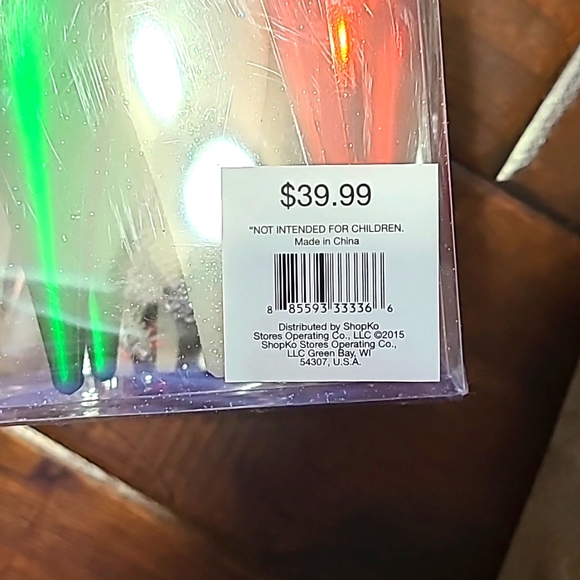 $39.99
"NOT INTENDED FOR CHILDREN.
Made in China
8 85593 33336 6
Distributed by ShopKo
Stores Operating Co., LLC ©2015
ShopKo Stores Operating Co.,
LLC Green Bay, WI
54307, U.S.A.